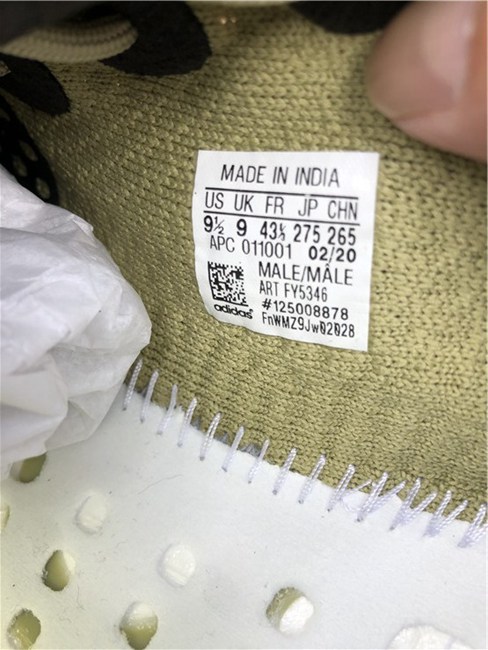 MADE IN INDIA
US UK FR JP CHN
9½ 9 43⅓ 275 265
APC 011001 02/20
MALE/MÂLE
ART FY5346
#125008878
FnWMZ9Jw02028
adidas